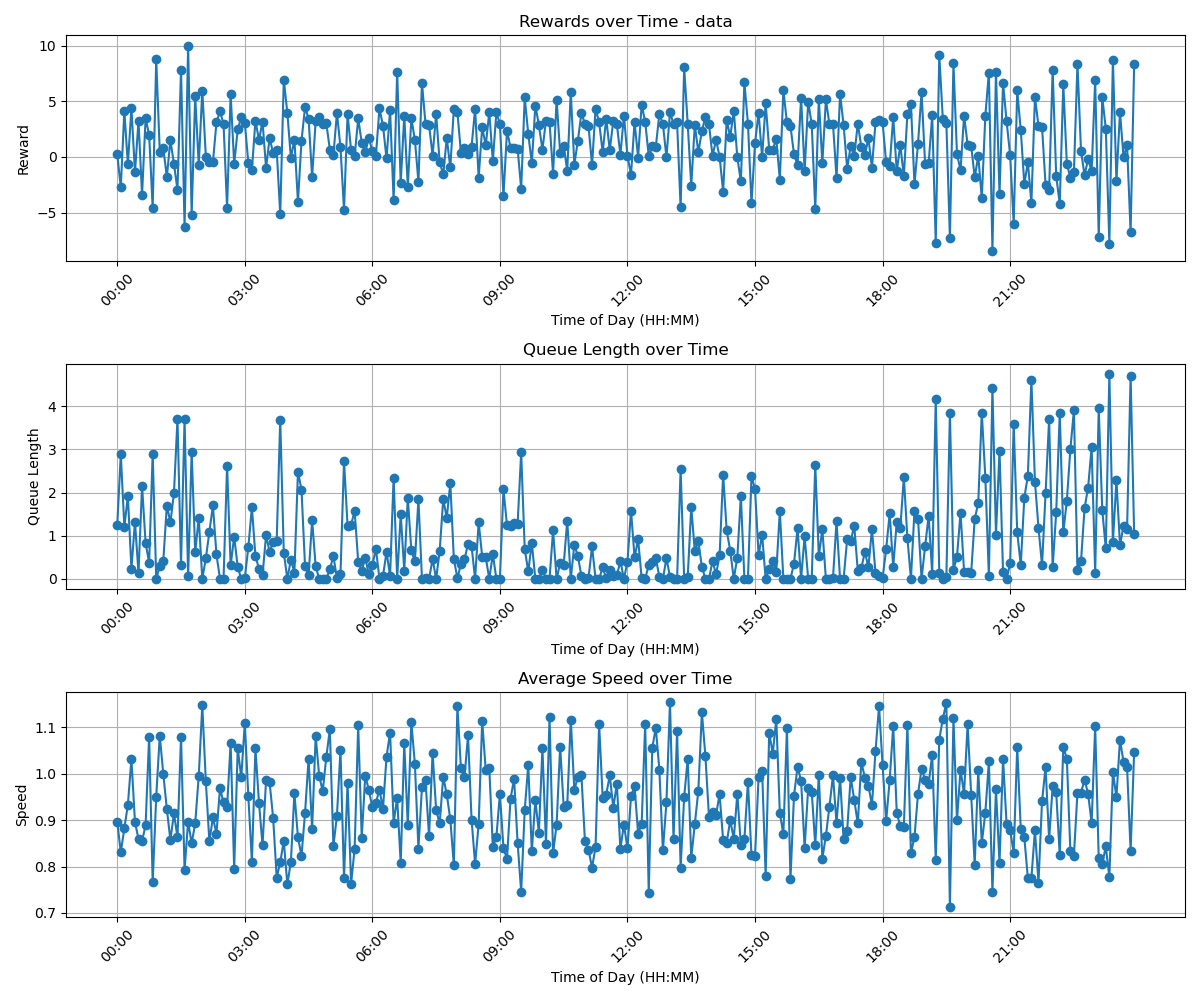 Rewards over Time - data
10
5
0
−5
Reward
00:00 03:00 06:00 09:00 12:00 15:00 18:00 21:00
Time of Day (HH:MM)
Queue Length over Time
4
3
2
1
0
Queue Length
00:00 03:00 06:00 09:00 12:00 15:00 18:00 21:00
Time of Day (HH:MM)
Average Speed over Time
1.1
1.0
0.9
0.8
0.7
Speed
00:00 03:00 06:00 09:00 12:00 15:00 18:00 21:00
Time of Day (HH:MM)